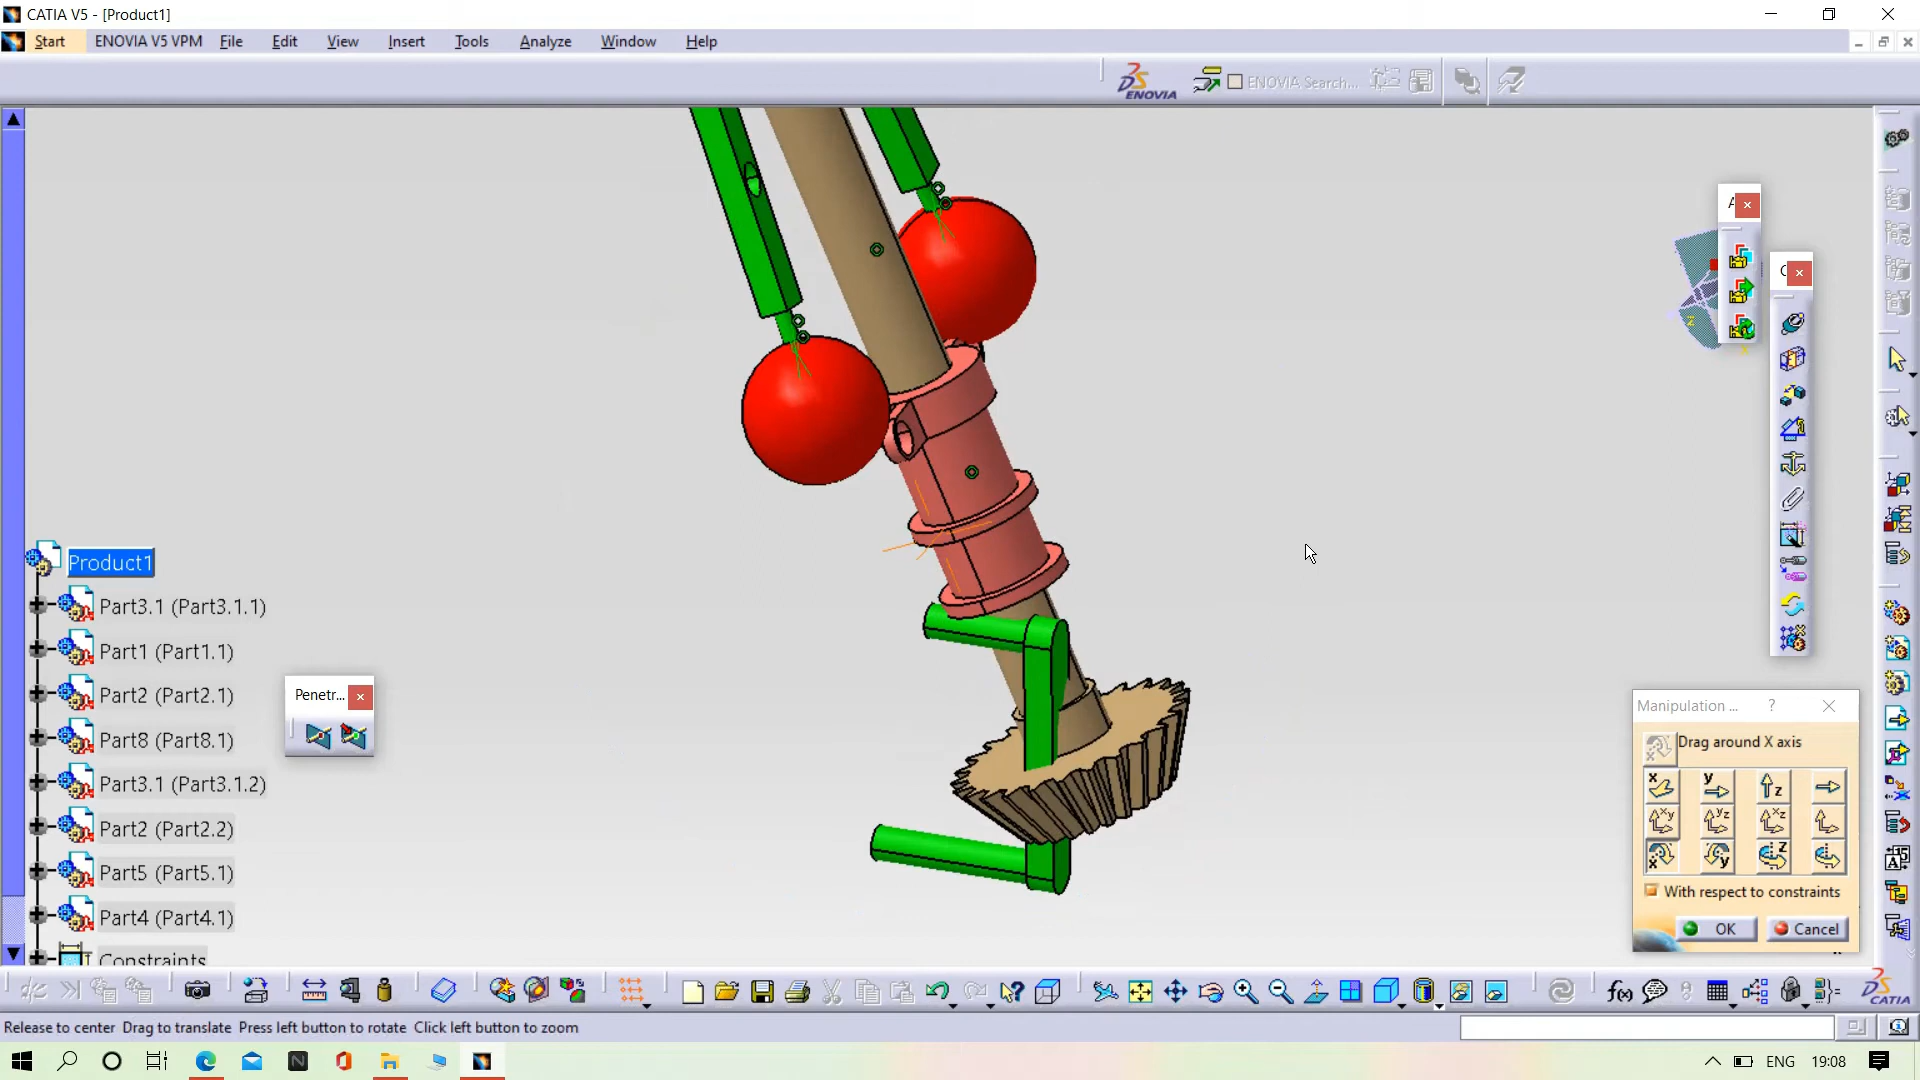 CATIA V5 - [Product1]
Start ENOVIA V5 VPM File Edit View Insert Tools Analyze Window Help
ENOVIA
ENOVIA Search...
Z
Product1
Part3.1 (Part3.1.1)
Part1 (Part1.1)
Part2 (Part2.1)
Part8 (Part8.1)
Part3.1 (Part3.1.2)
Part2 (Part2.2)
Part5 (Part5.1)
Part4 (Part4.1)
Constraints
Penetr...
Manipulation ... ?
Drag around X axis
With respect to constraints
OK Cancel
f(x)
CATIA
Release to center Drag to translate Press left button to rotate Click left button to zoom
ENG 19:08